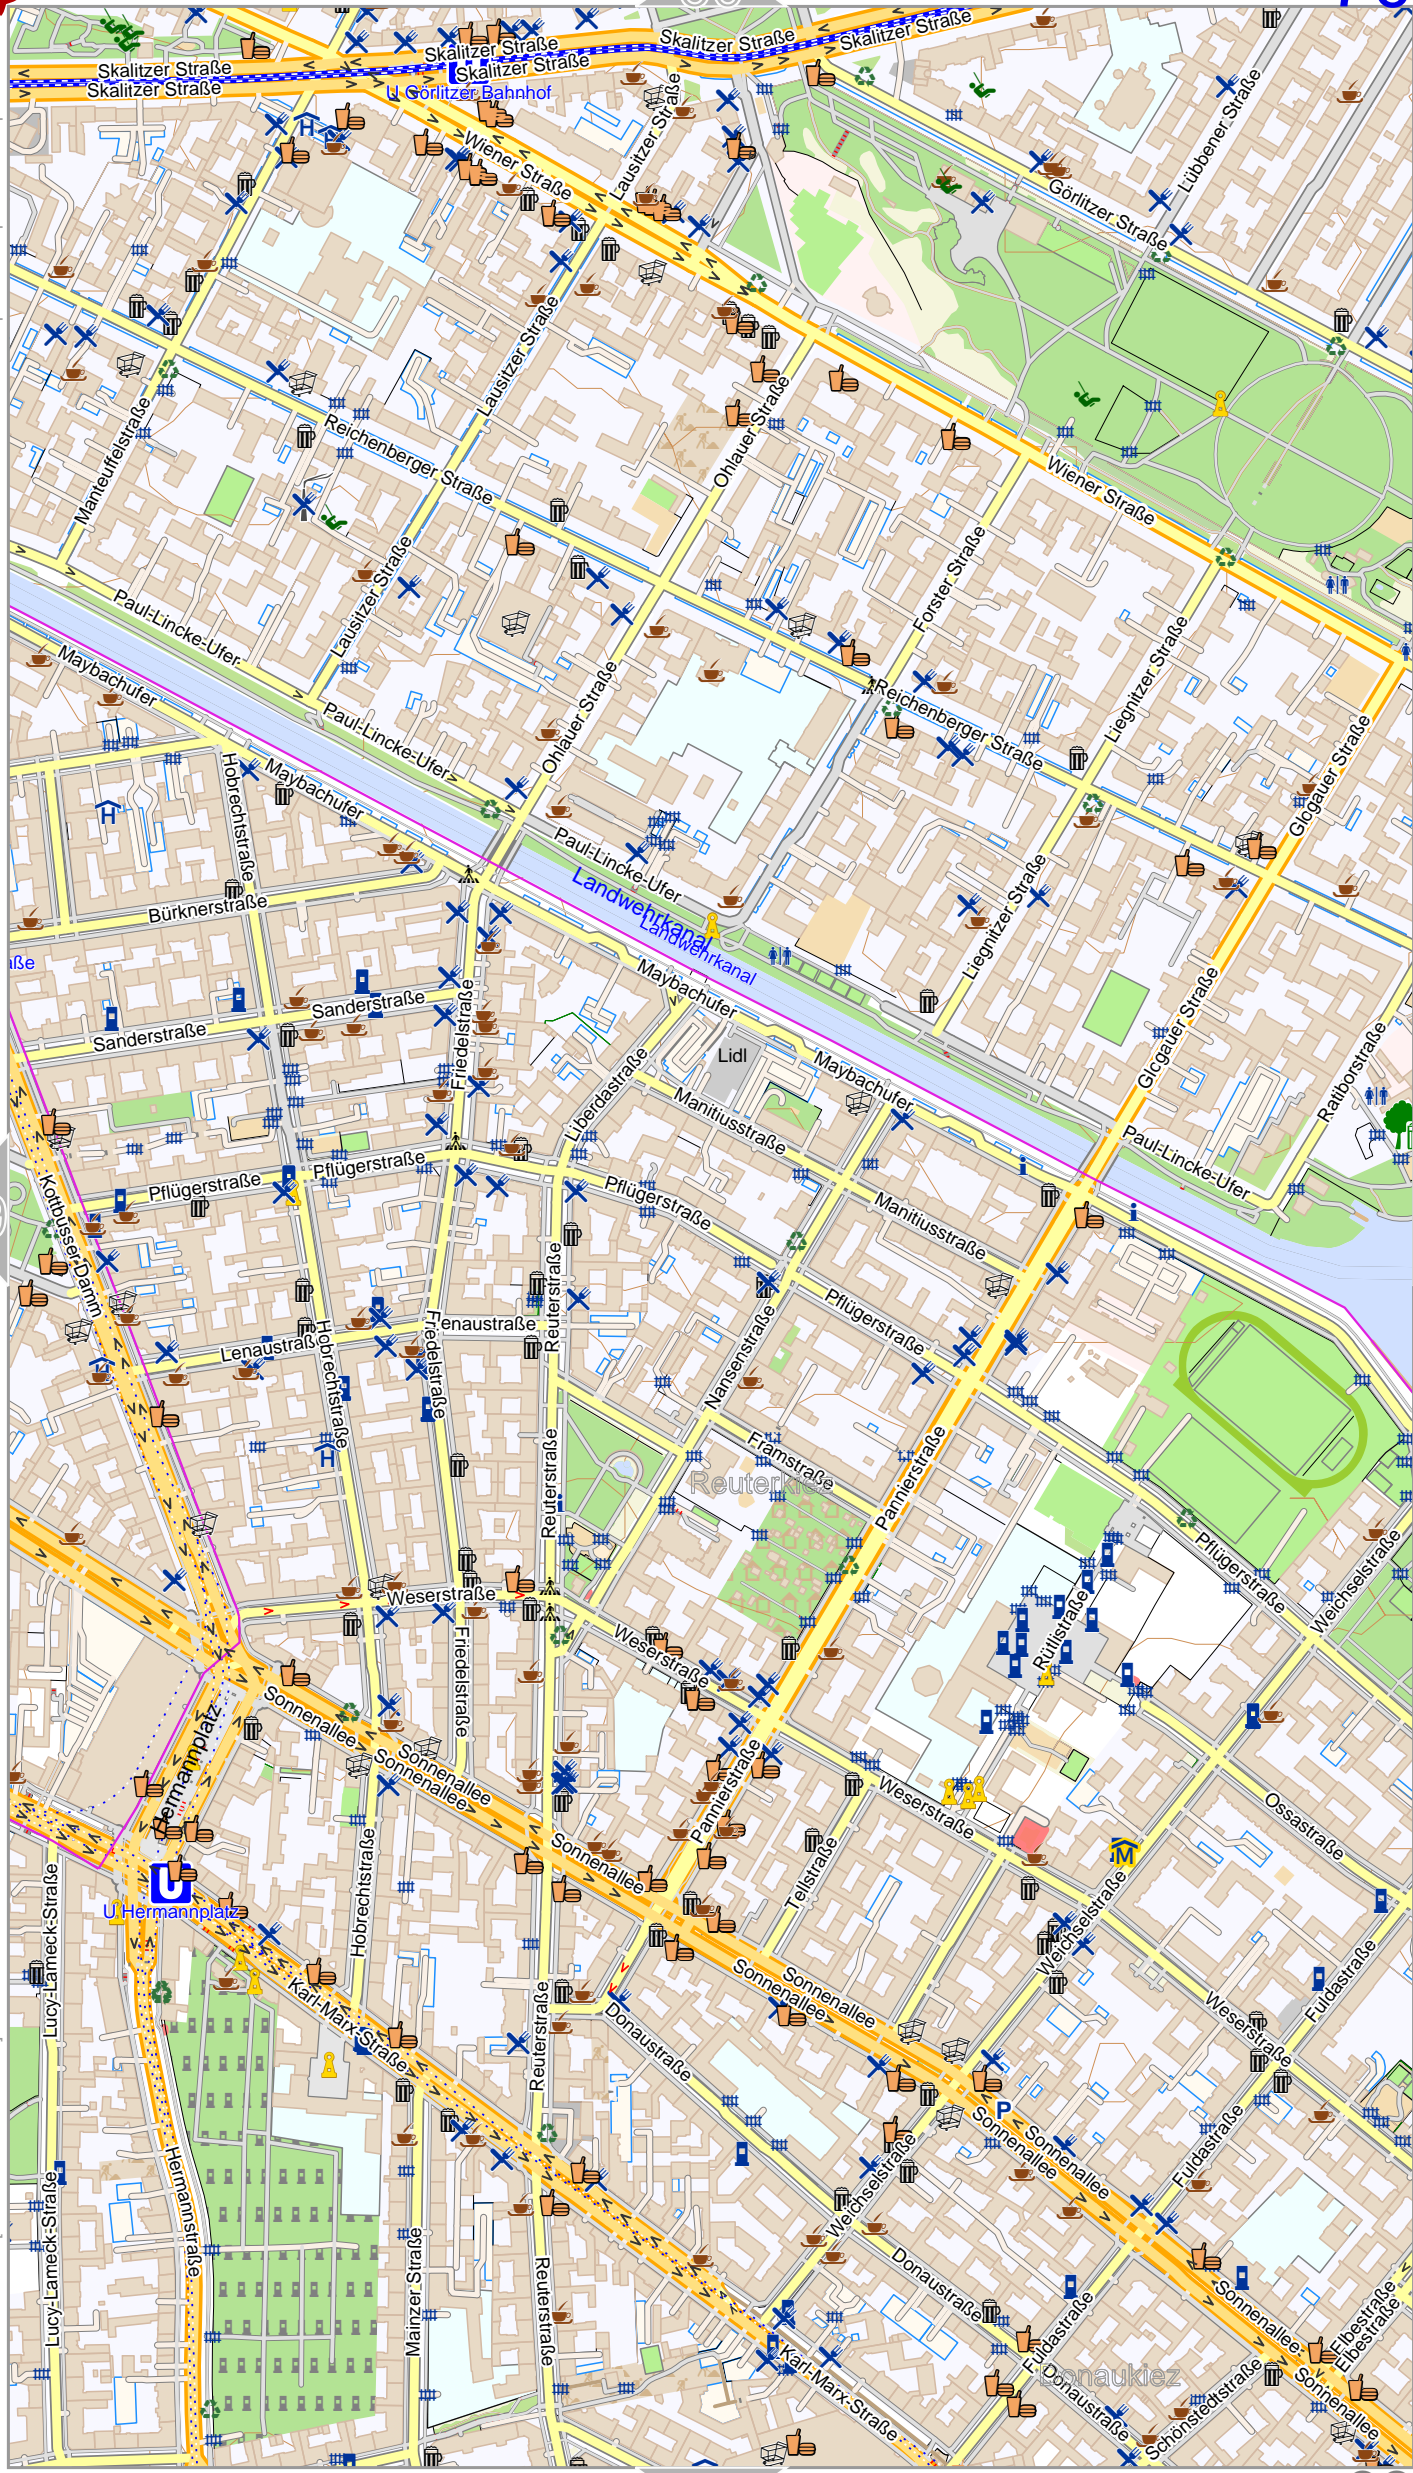 Skalitzer Straße
Skalitzer Straße
Skalitzer Straße
Skalitzer Straße
Skalitzer Straße
Skalitzer Straße
U Görlitzer Bahnhof
H
Wiener Straße
Lausitzer Straße
Lübbener Straße
Görlitzer Straße
Lausitzer Straße
Manteuffelstraße
Reichenberger Straße
Ohlauer Straße
Wiener Straße
Lausitzer Straße
Forster Straße
Paul-Lincke-Ufer
Maybachufer
Liegnitzer Straße
Reichenberger Straße
Paul-Lincke-Ufer
Ohlauer Straße
Glogauer Straße
Hobrechtstraße
Maybachufer
H
Paul-Lincke-Ufer
Landwehrkanal
Landwehrkanal
Bürknerstraße
Liegnitzer Straße
aße
Maybachufer
Sanderstraße
Sanderstraße
Friedelstraße
Lidl
Maybachufer
Glogauer Straße
Ratiborstraße
Liberdastraße
Manitiusstraße
Paul-Lincke-Ufer
Pflügerstraße
Pflügerstraße
Pflügerstraße
Manitiusstraße
Kottbusser Damm
Reuterstraße
Pflügerstraße
Lenaustraße
Lenaustraße
Hobrechtstraße
Friedelstraße
Nansenstraße
H
Framstraße
Reuterkiez
Reuterstraße
Pannierstraße
Pflügerstraße
Weichselstraße
Weserstraße
Weserstraße
Friedelstraße
Rütlistraße
Sonnenallee
Sonnenallee
Sonnenallee
Hermannplatz
Pannierstraße
Weserstraße
Ossastraße
Sonnenallee
Tellstraße
M
U
U Hermannplatz
Hobrechtstraße
Lucy-Lameck-Straße
Weichselstraße
Fuldastraße
Sonnenallee
Sonnenallee
Karl-Marx-Straße
Reuterstraße
Donaustraße
Weserstraße
P
Sonnenallee
Sonnenallee
Fuldastraße
Weichselstraße
Hermannstraße
Lucy-Lameck-Straße
Mainzer Straße
Reuterstraße
Donaustraße
Fuldastraße
Sonnenallee
Elbestraße
Elbestraße
Karl-Marx-Straße
Donaukiez
Donaustraße
Schönstedtstraße
Sonnenallee